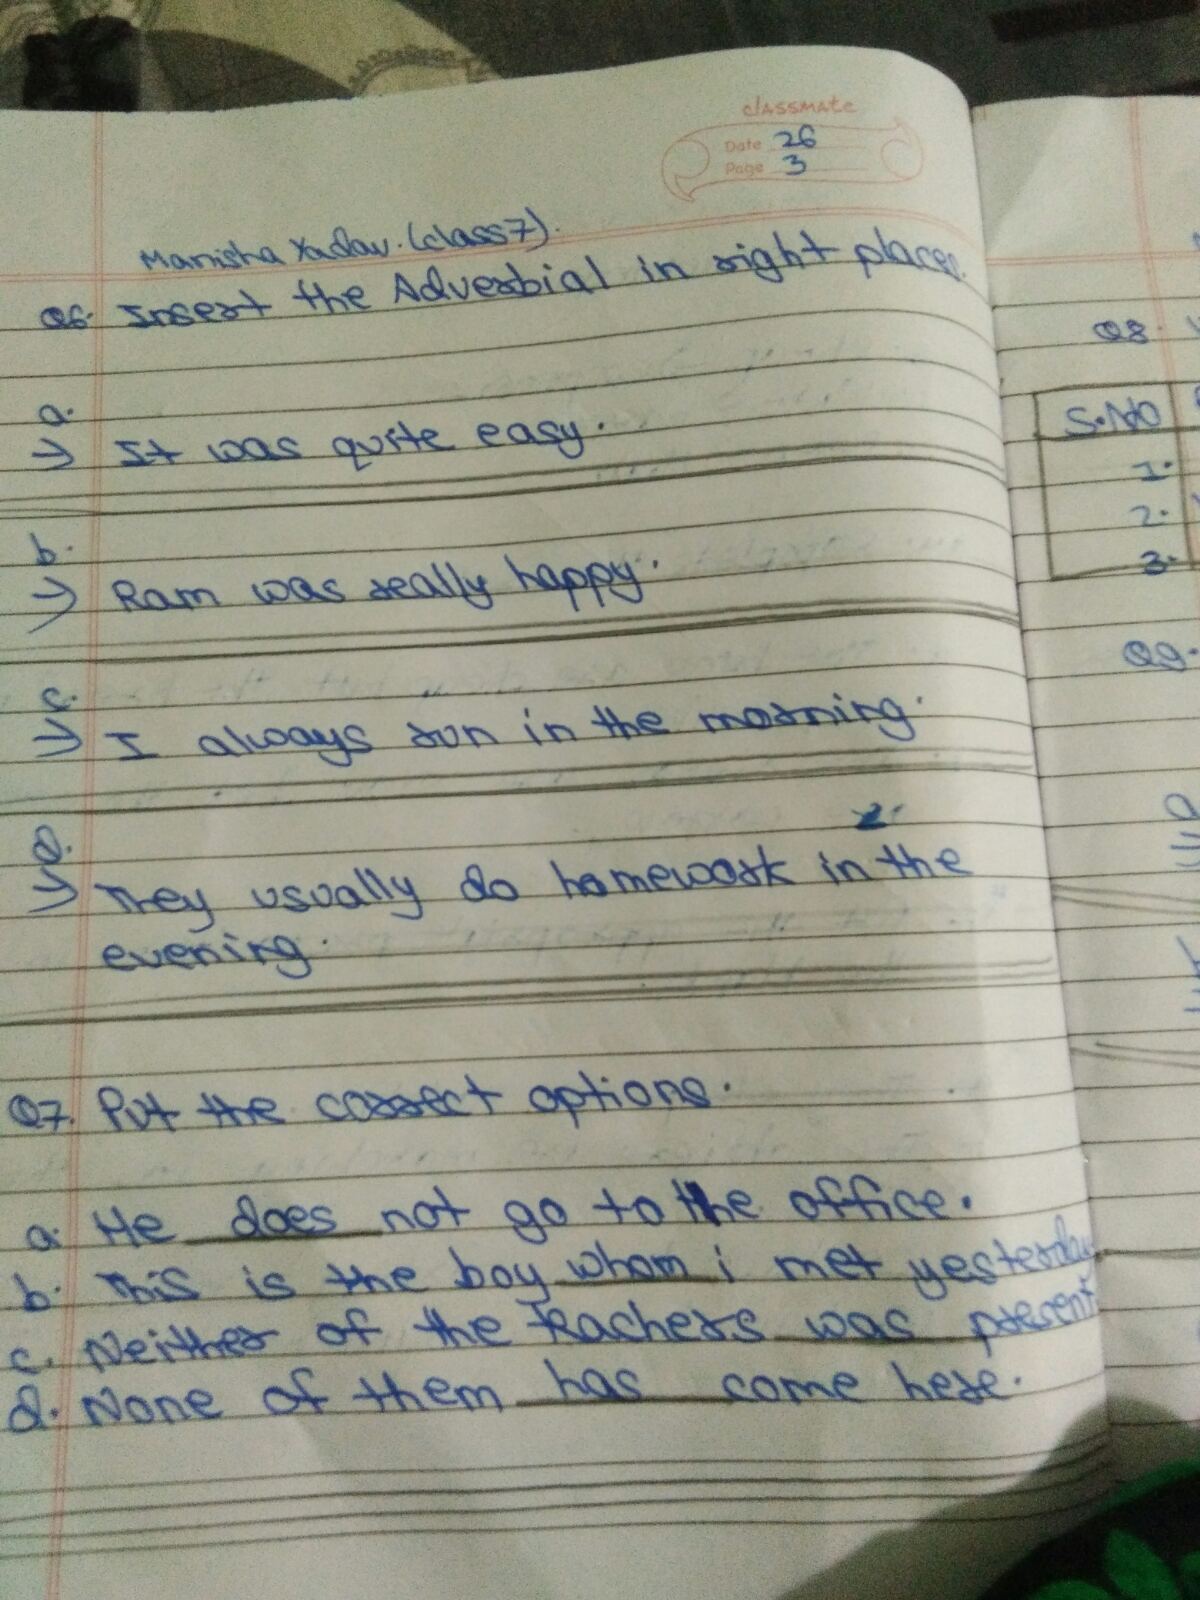 classmate
Date 26
Page 3
Manisha Yadav. (class7).
Q6. Insert the Adverbial in right places.
a.
→ It was quite easy.
b.
→ Ram was really happy.
c.
→ I always run in the morning.
d.
→ They usually do homework in the
evening.
Q7. Put the correct options.
a. He does not go to the office.
b. This is the boy whom i met yesterday
c. Neither of the teachers was present
d. None of them has come here.
Q8.
S.No
1.
2.
3.
Q9.